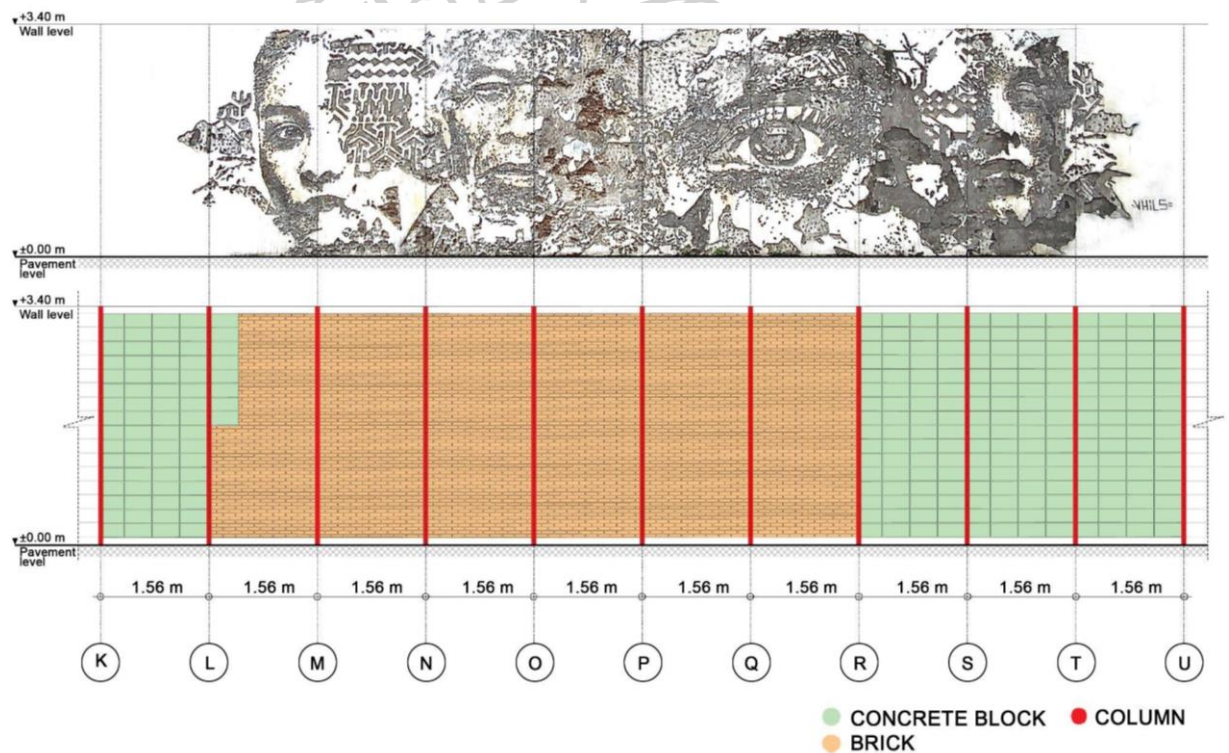 +3.40 m
Wall level
VHILS
±0.00 m
Pavement
level
+3.40 m
Wall level
±0.00 m
Pavement
level
1.56 m 1.56 m 1.56 m 1.56 m 1.56 m 1.56 m 1.56 m 1.56 m 1.56 m 1.56 m
K L M N O P Q R S T U
CONCRETE BLOCK COLUMN
BRICK